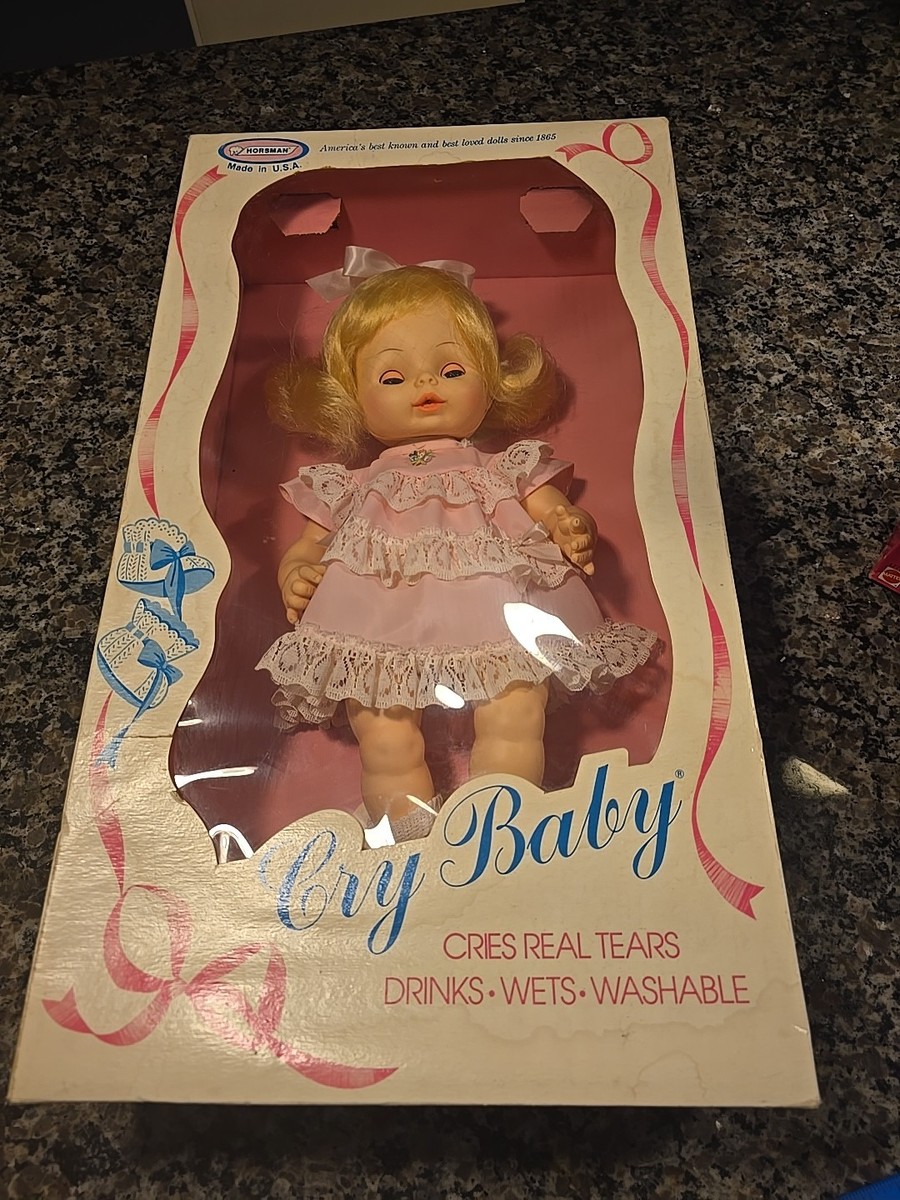 HORSMAN
Made in U.S.A.
America's best known and best loved dolls since 1865
Cry Baby®
CRIES REAL TEARS
DRINKS • WETS • WASHABLE
MATTEL